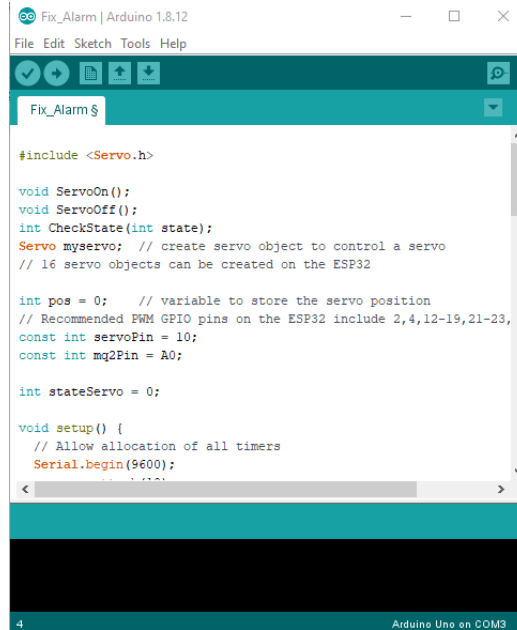 Fix_Alarm | Arduino 1.8.12
File Edit Sketch Tools Help
Fix_Alarm §
#include <Servo.h>
void ServoOn();
void ServoOff();
int CheckState(int state);
Servo myservo;  // create servo object to control a servo
// 16 servo objects can be created on the ESP32
int pos = 0;    // variable to store the servo position
// Recommended PWM GPIO pins on the ESP32 include 2,4,12-19,21-23,
const int servoPin = 10;
const int mq2Pin = A0;
int stateServo = 0;
void setup() {
  // Allow allocation of all timers
  Serial.begin(9600);
4
Arduino Uno on COM3